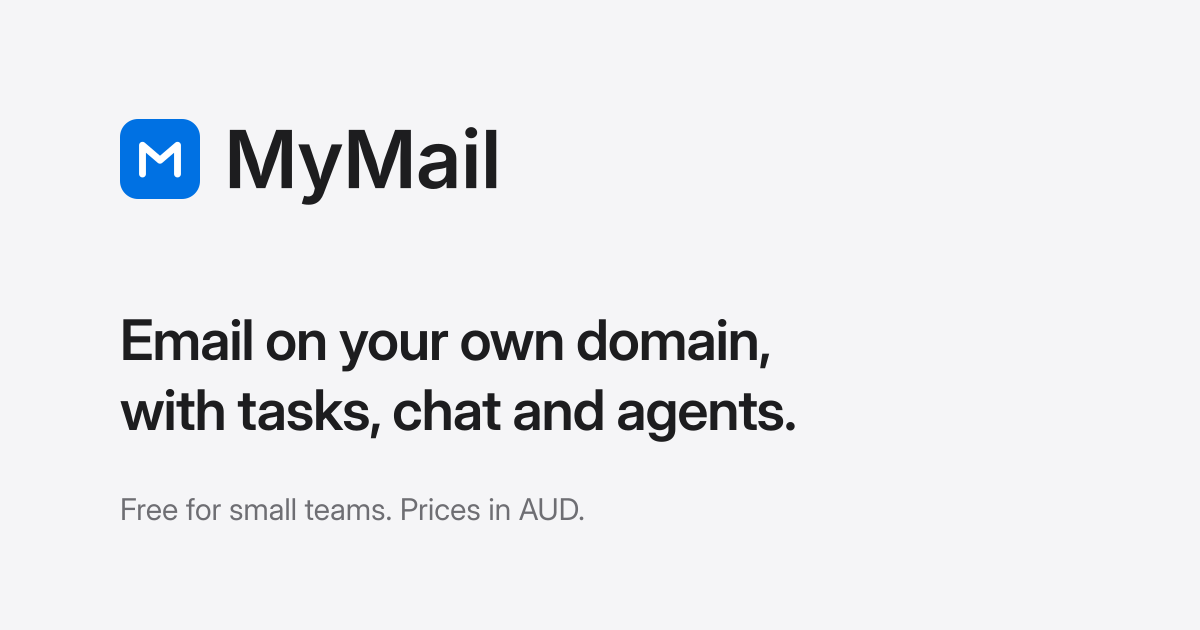 MyMail
Email on your own domain,
with tasks, chat and agents.
Free for small teams. Prices in AUD.